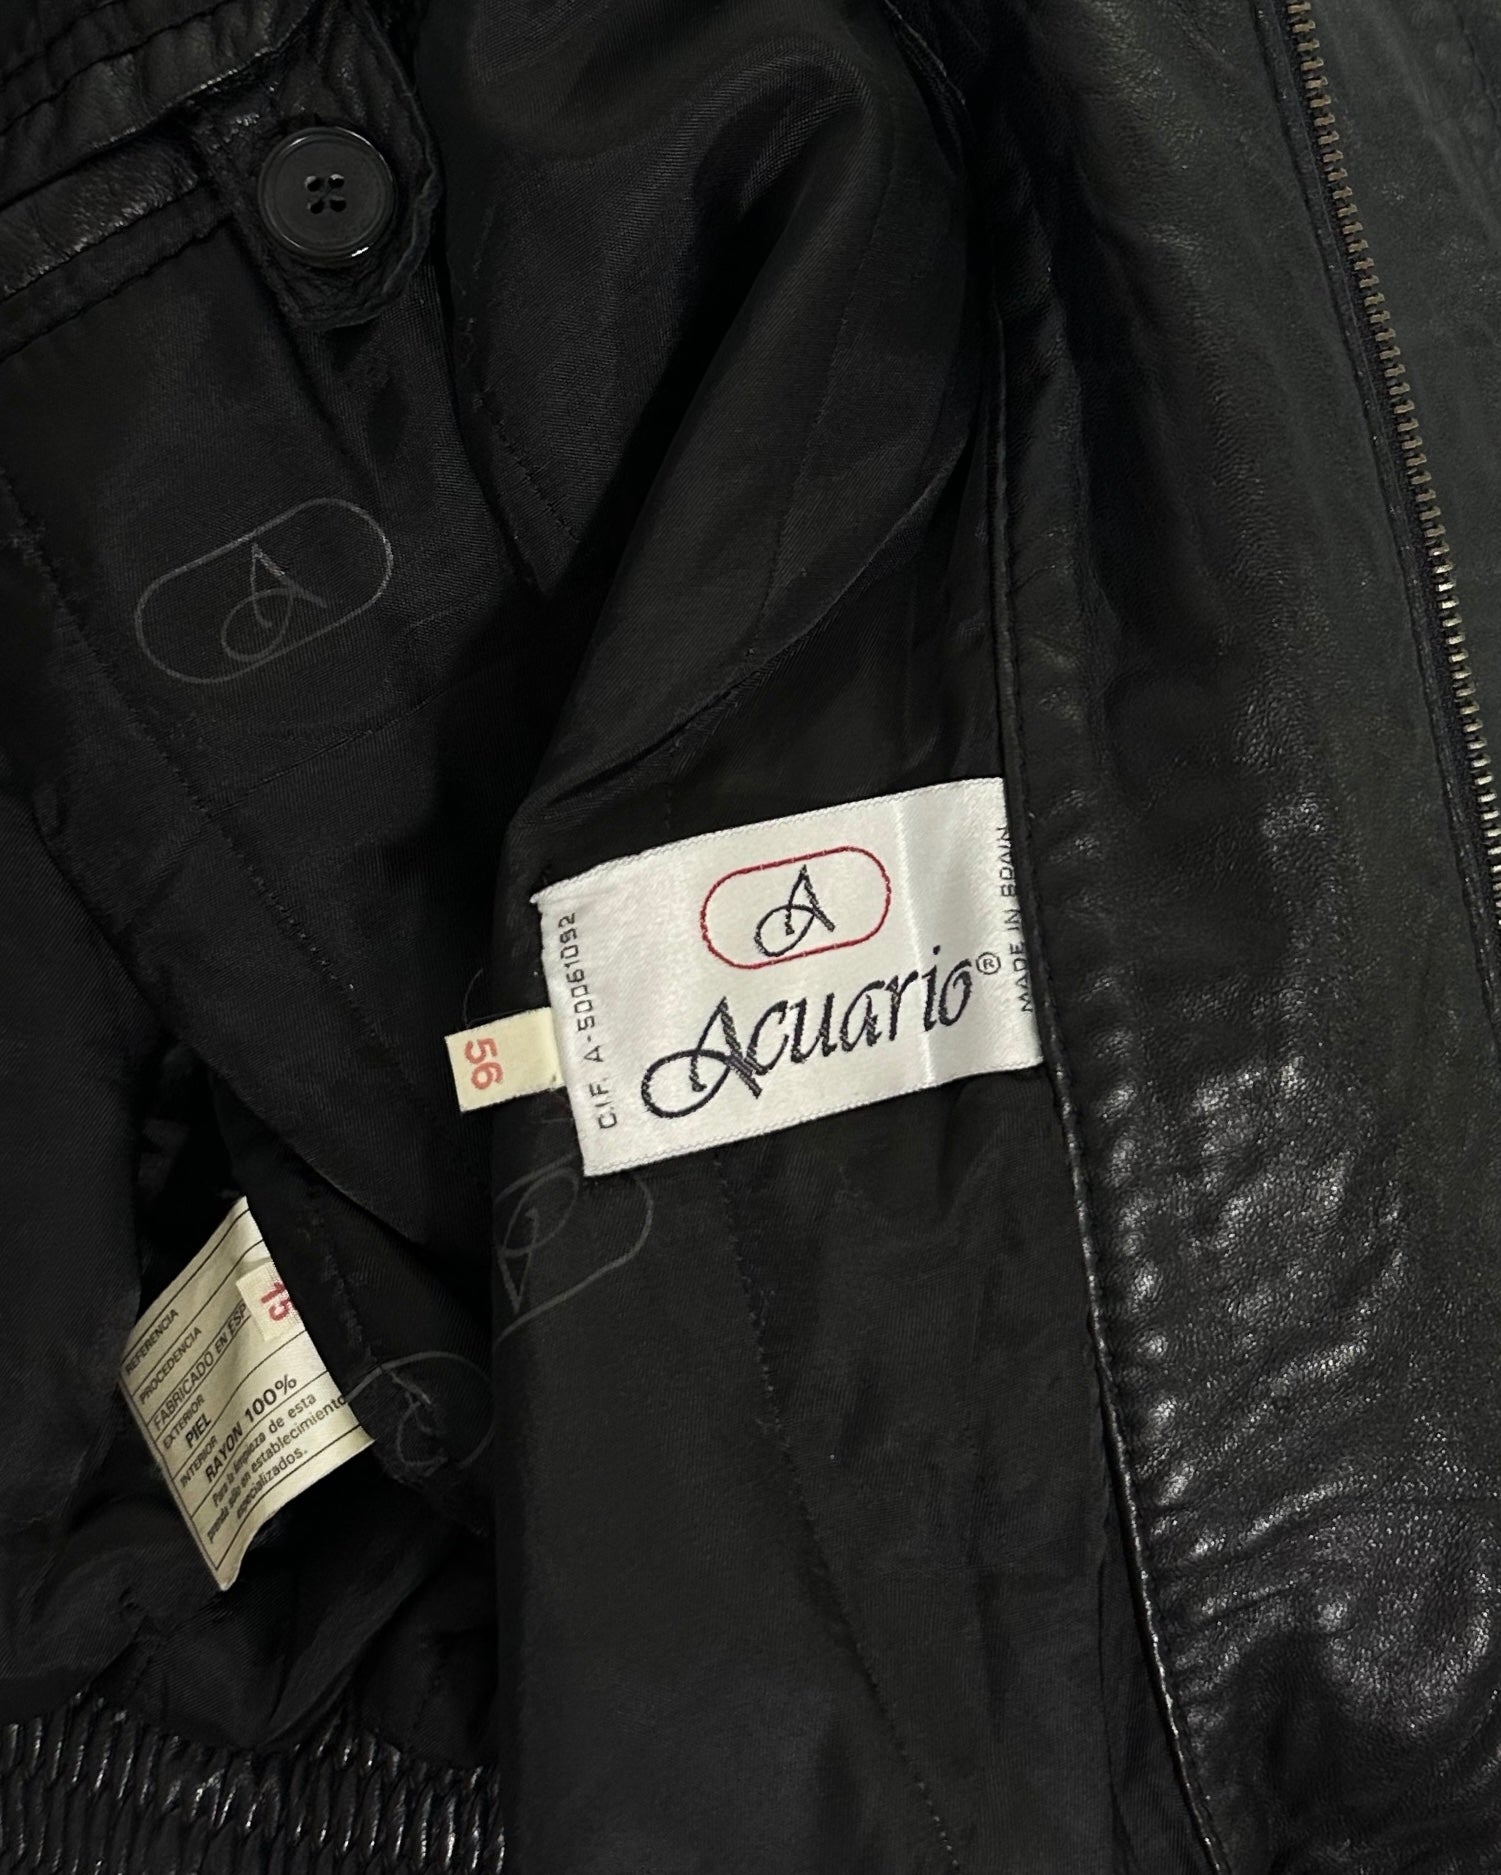 A
A
Acuario®
MADE IN SPAIN
C.I.F. A-50061092
56
15
REFERENCIA
PROCEDENCIA
FABRICADO EN ESP
EXTERIOR
PIEL
INTERIOR
RAYON 100%
Para la limpieza de esta
prenda sólo en establecimientos
especializados.